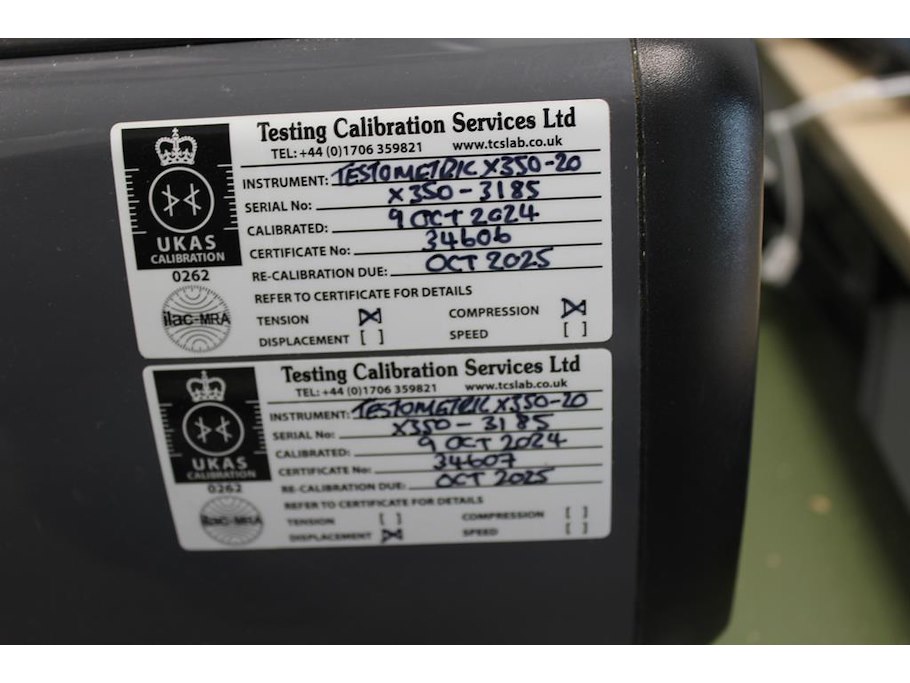 Testing Calibration Services Ltd
TEL: +44 (0)1706 359821 www.tcslab.co.uk
INSTRUMENT: TESTOMETRIC X350-20
SERIAL No: X350-3185
CALIBRATED: 9 OCT 2024
CERTIFICATE No: 34606
RE-CALIBRATION DUE: OCT 2025
REFER TO CERTIFICATE FOR DETAILS
TENSION [X] COMPRESSION [X]
DISPLACEMENT [ ] SPEED [ ]
UKAS
CALIBRATION
0262
ilac-MRA
Testing Calibration Services Ltd
TEL: +44 (0)1706 359821 www.tcslab.co.uk
INSTRUMENT: TESTOMETRIC X350-20
SERIAL No: X350-3185
CALIBRATED: 9 OCT 2024
CERTIFICATE No: 34607
RE-CALIBRATION DUE: OCT 2025
REFER TO CERTIFICATE FOR DETAILS
TENSION [ ] COMPRESSION [ ]
DISPLACEMENT [X] SPEED [ ]
UKAS
CALIBRATION
0262
ilac-MRA